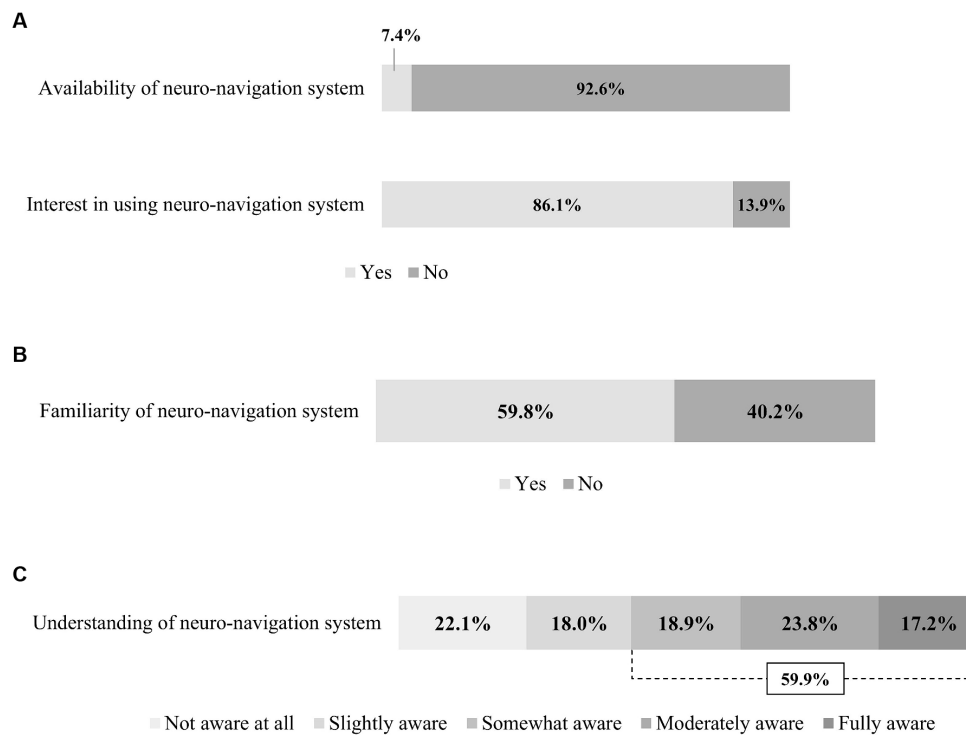 A
7.4%
Availability of neuro-navigation system
92.6%
Interest in using neuro-navigation system
86.1%
13.9%
Yes No
B
Familiarity of neuro-navigation system
59.8%
40.2%
Yes No
C
Understanding of neuro-navigation system
22.1%
18.0%
18.9%
23.8%
17.2%
59.9%
Not aware at all Slightly aware Somewhat aware Moderately aware Fully aware